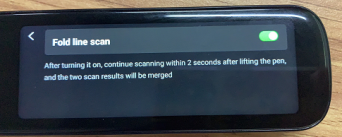 Fold line scan
After turning it on, continue scanning within 2 seconds after lifting the pen,
and the two scan results will be merged